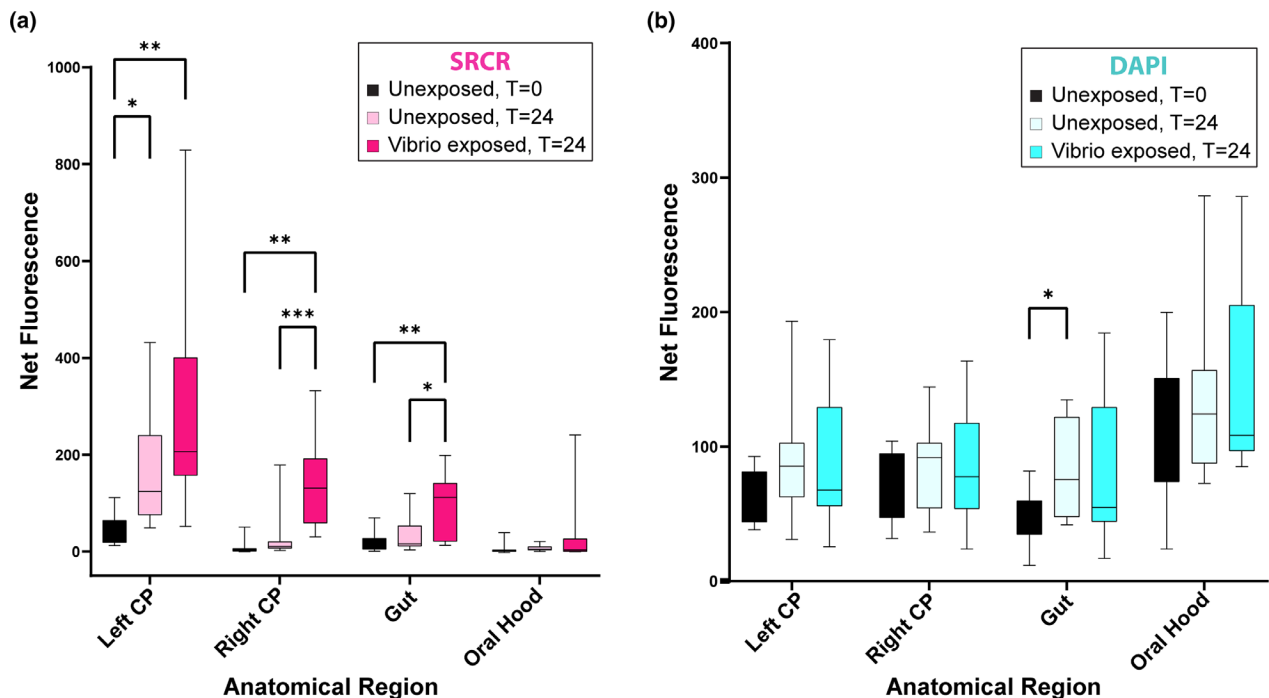 (a)
SRCR
Unexposed, T=0
Unexposed, T=24
Vibrio exposed, T=24
Net Fluorescence
1000
800
600
400
200
0
**
*
**
***
**
*
Left CP
Right CP
Gut
Oral Hood
Anatomical Region
(b)
DAPI
Unexposed, T=0
Unexposed, T=24
Vibrio exposed, T=24
Net Fluorescence
400
300
200
100
0
*
Left CP
Right CP
Gut
Oral Hood
Anatomical Region